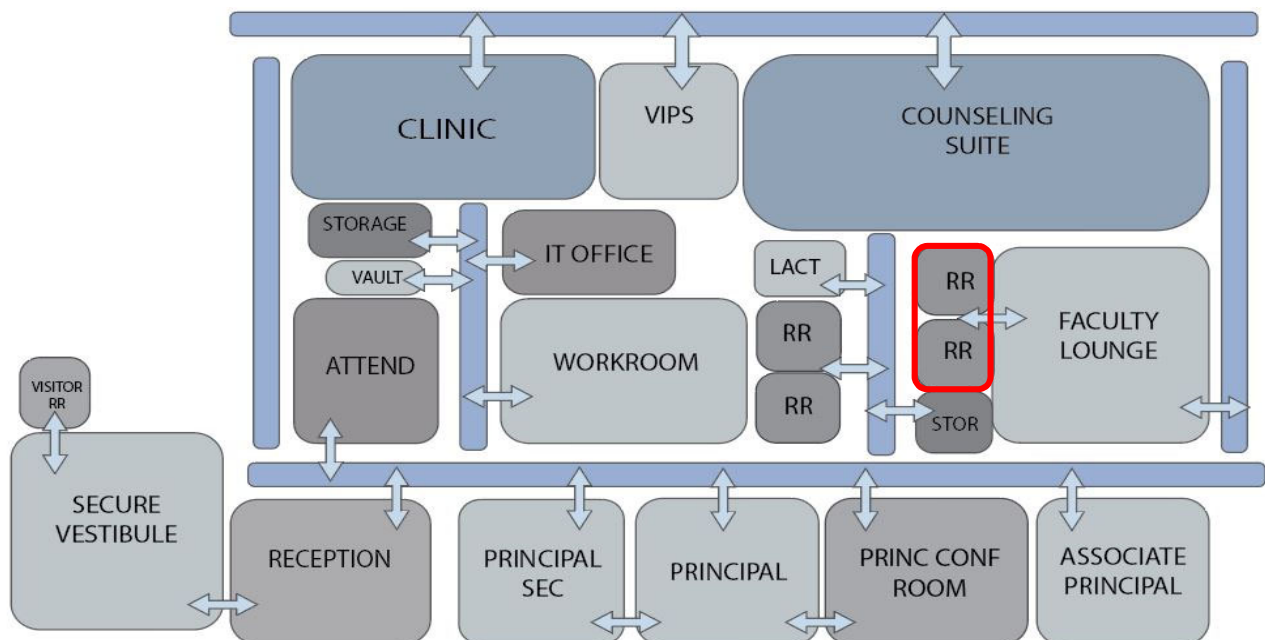 CLINIC
VIPS
COUNSELING
SUITE
STORAGE
VAULT
IT OFFICE
LACT
RR
RR
FACULTY
LOUNGE
ATTEND
WORKROOM
RR
RR
STOR
VISITOR
RR
SECURE
VESTIBULE
RECEPTION
PRINCIPAL
SEC
PRINCIPAL
PRINC CONF
ROOM
ASSOCIATE
PRINCIPAL